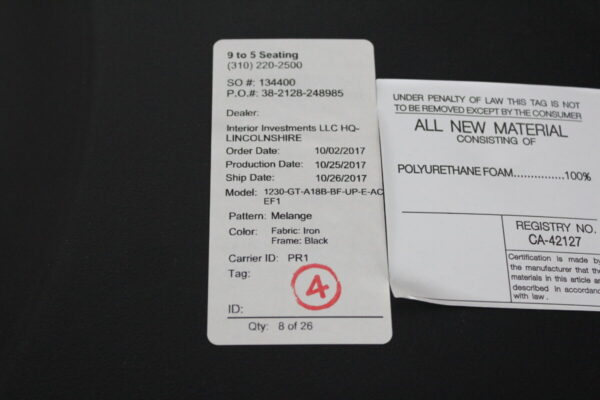 9 to 5 Seating
(310) 220-2500
SO #: 134400
P.O.#: 38-2128-248985
Dealer:
Interior Investments LLC HQ-
LINCOLNSHIRE
Order Date: 10/02/2017
Production Date: 10/25/2017
Ship Date: 10/26/2017
Model: 1230-GT-A18B-BF-UP-E-AC
EF1
Pattern: Melange
Color: Fabric: Iron
Frame: Black
Carrier ID: PR1
Tag:
4
ID:
Qty: 8 of 26
UNDER PENALTY OF LAW THIS TAG IS NOT
TO BE REMOVED EXCEPT BY THE CONSUMER
ALL NEW MATERIAL
CONSISTING OF
POLYURETHANE FOAM..............100%
REGISTRY NO.
CA-42127
Certification is made by
the manufacturer that the
materials in this article are
described in accordance
with law.